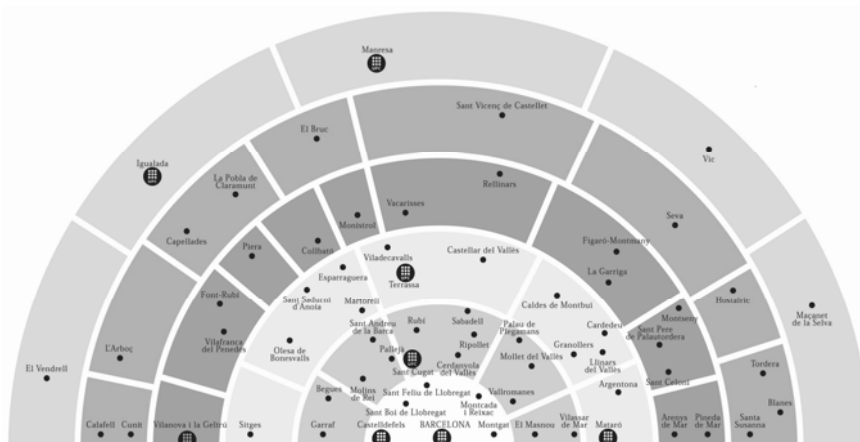 Manresa
Sant Vicenç de Castellet
El Bruc
Vic
Igualada
La Pobla de
Claramunt
Rellinars
Vacarisses
Monistrol
Seva
Capellades
Piera
Collbató
Figaró-Montmany
Viladecavalls
Castellar del Vallès
La Garriga
Esparraguera
Terrassa
Font-Rubí
Sant Sadurní
d'Anoia
Martorell
Caldes de Montbui
Hostalric
Maçanet
de la Selva
Montseny
Sant Andreu
de la Barca
Rubí
Sabadell
Palau de
Plegamans
Cardedeu
Sant Pere
de Palautordera
Vilafranca
del Penedès
L'Arboç
Olesa de
Bonesvalls
Pallejà
Ripollet
Granollers
Mollet del Vallès
Llinars
del Vallès
El Vendrell
Sant Cugat
Cerdanyola
del Vallès
Tordera
Molins
de Rei
Sant Celoni
Begues
Sant Feliu de Llobregat
Argentona
Montcada
i Reixac
Vallromanes
Sant Boi de Llobregat
Blanes
Calafell
Cunit
Vilanova i la Geltrú
Sitges
Garraf
Castelldefels
BARCELONA
Montgat
El Masnou
Vilassar
de Mar
Mataró
Arenys
de Mar
Pineda
de Mar
Santa
Susanna